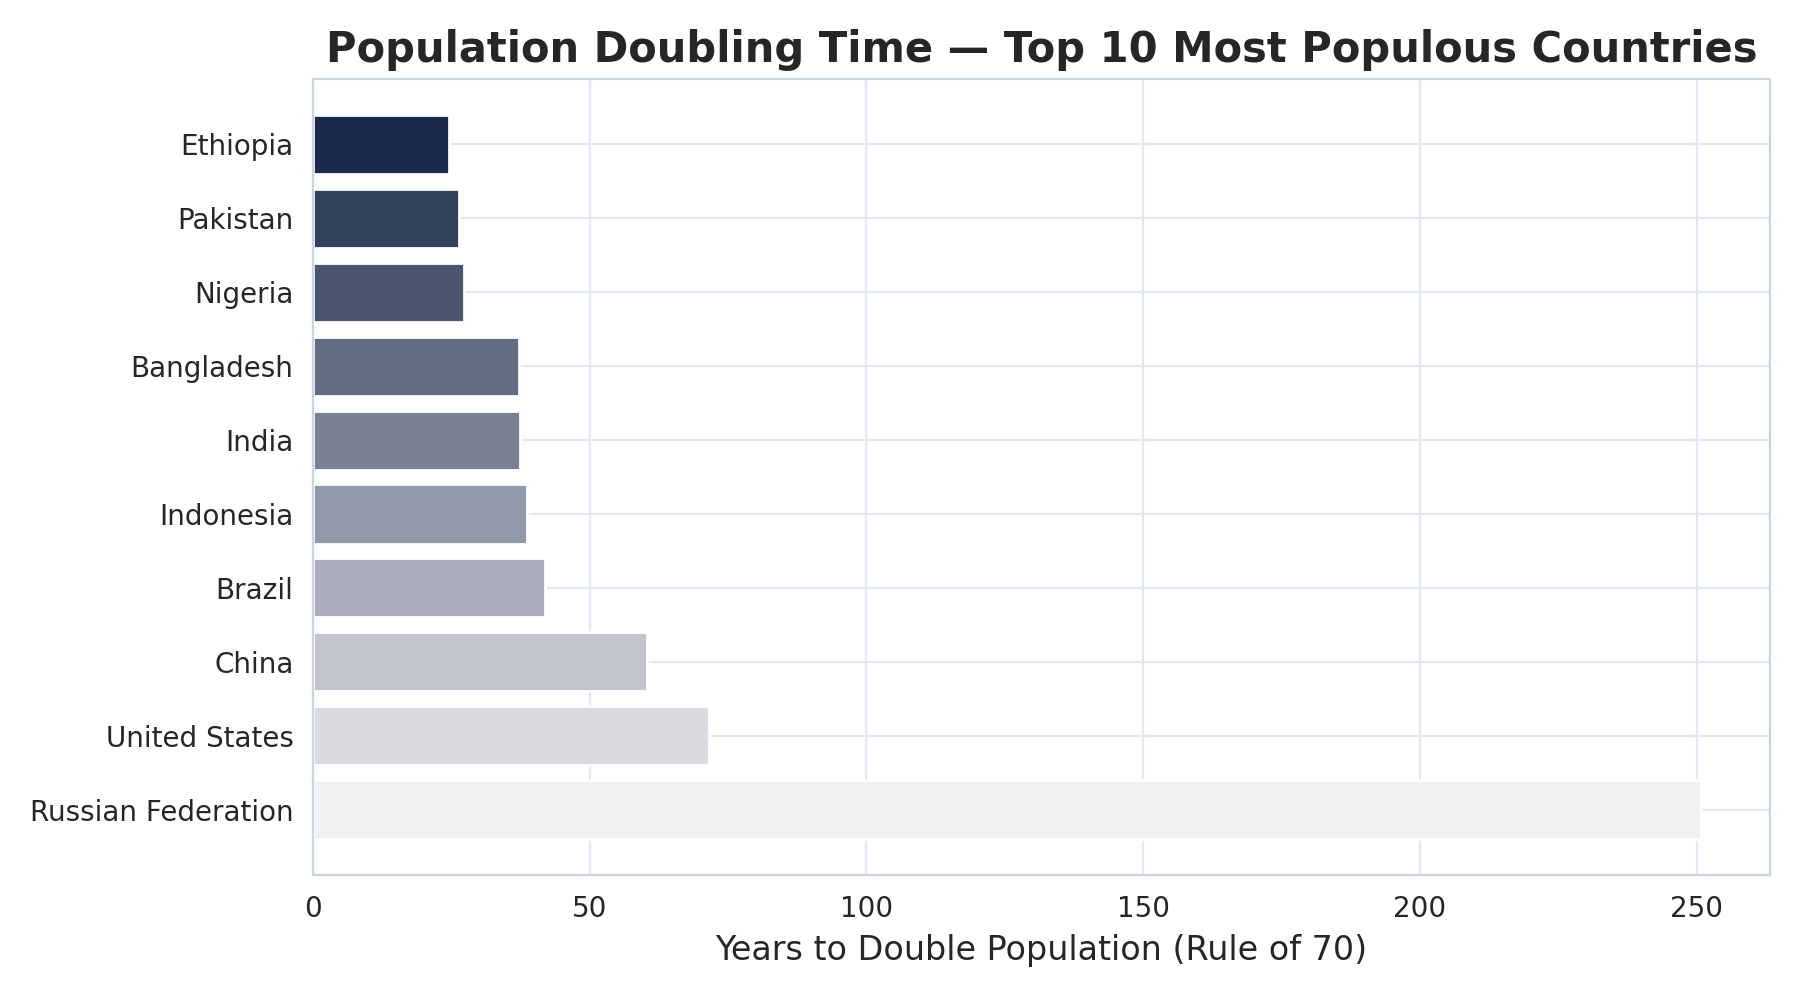 Population Doubling Time — Top 10 Most Populous Countries
Ethiopia
Pakistan
Nigeria
Bangladesh
India
Indonesia
Brazil
China
United States
Russian Federation
0 50 100 150 200 250
Years to Double Population (Rule of 70)